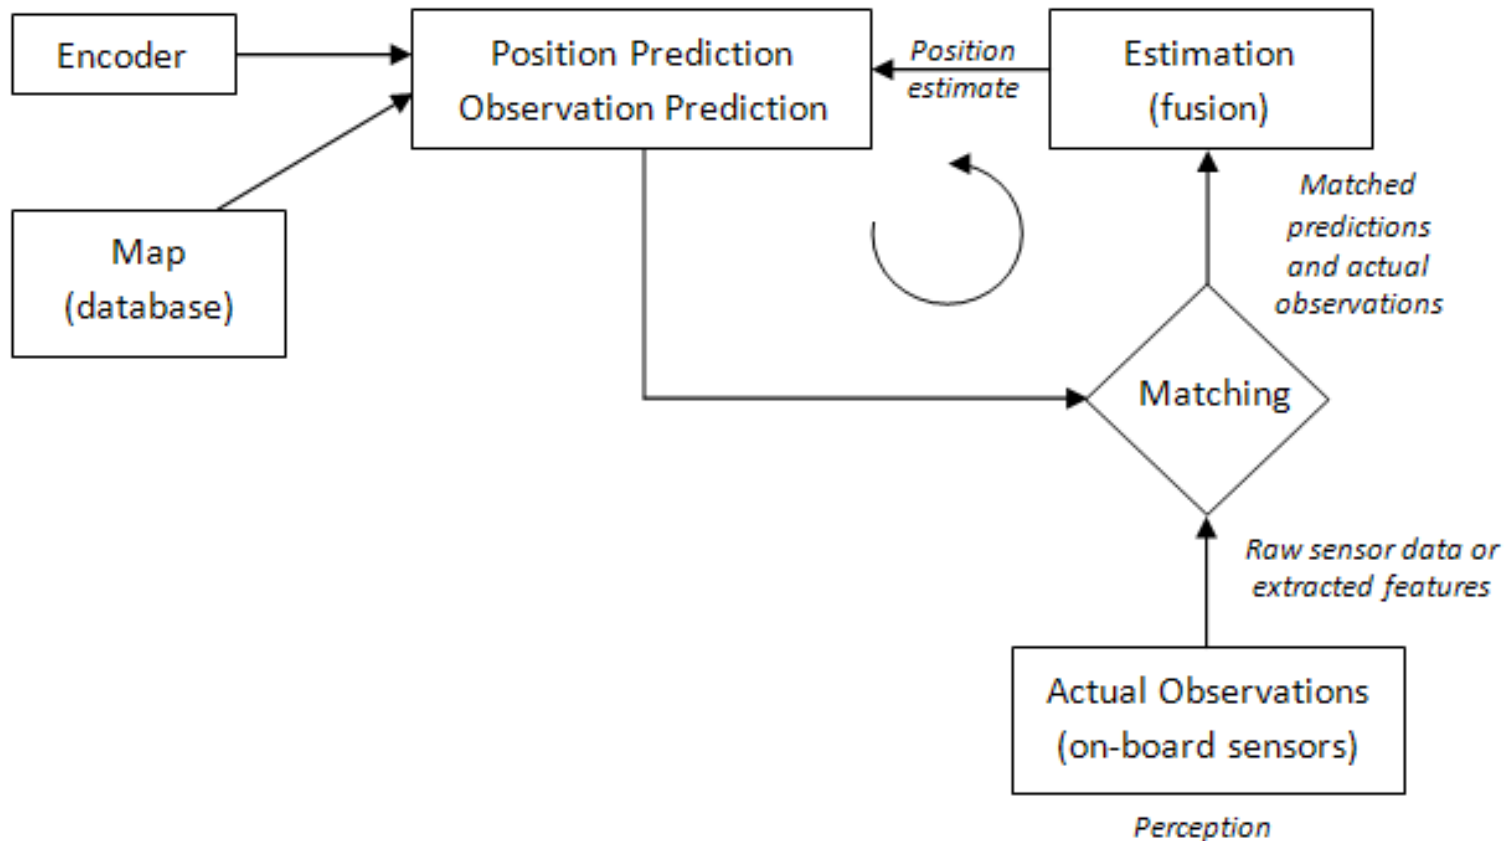 Encoder
Position Prediction
Observation Prediction
Position
estimate
Estimation
(fusion)
Map
(database)
Matched
predictions
and actual
observations
Matching
Raw sensor data or
extracted features
Actual Observations
(on-board sensors)
Perception